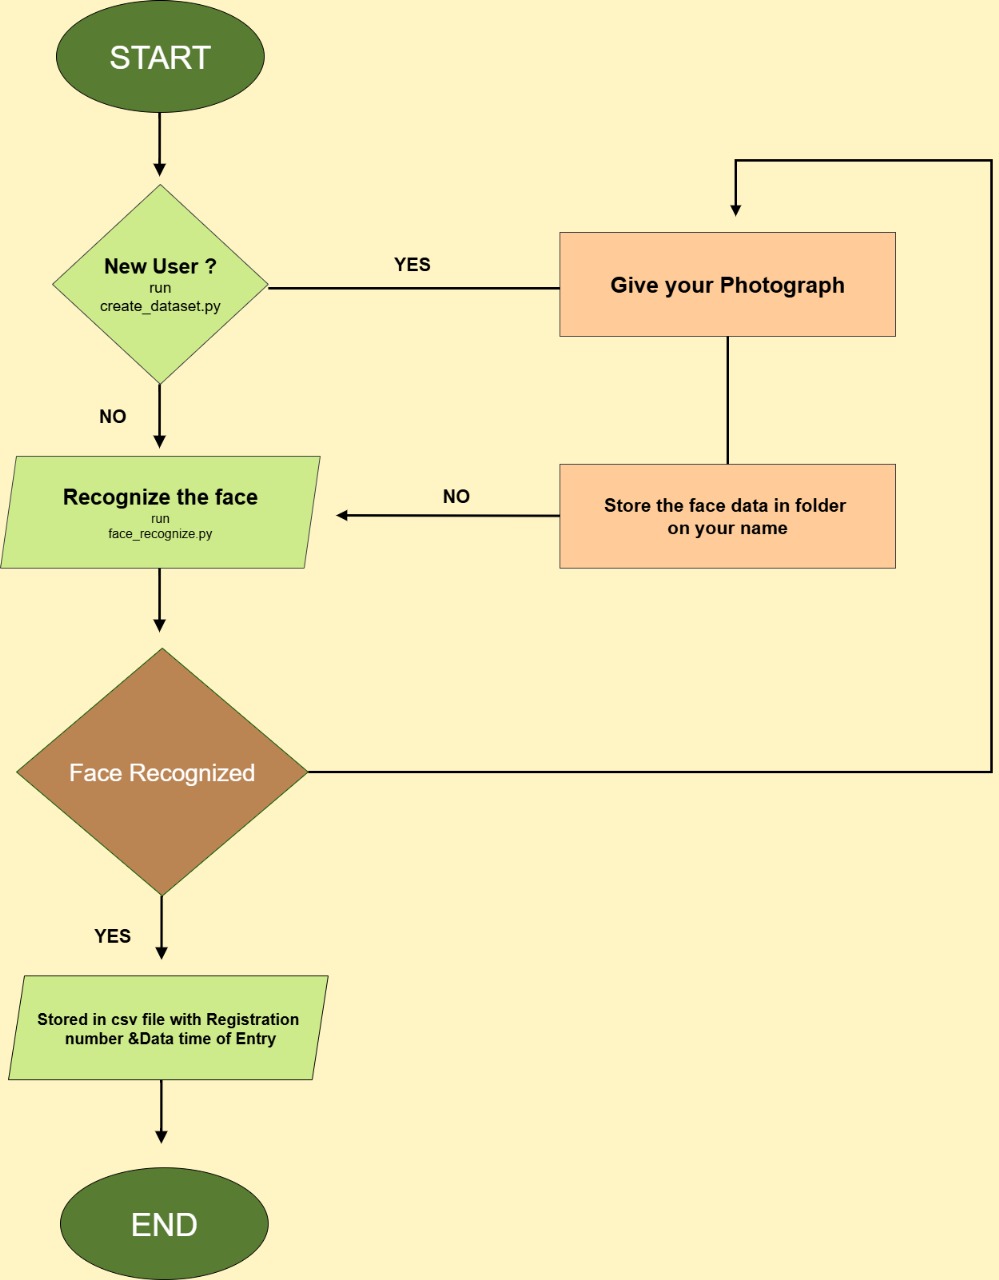 START
New User ?
run
create_dataset.py
YES
Give your Photograph
NO
Recognize the face
run
face_recognize.py
NO
Store the face data in folder
on your name
Face Recognized
YES
Stored in csv file with Registration
number &Data time of Entry
END